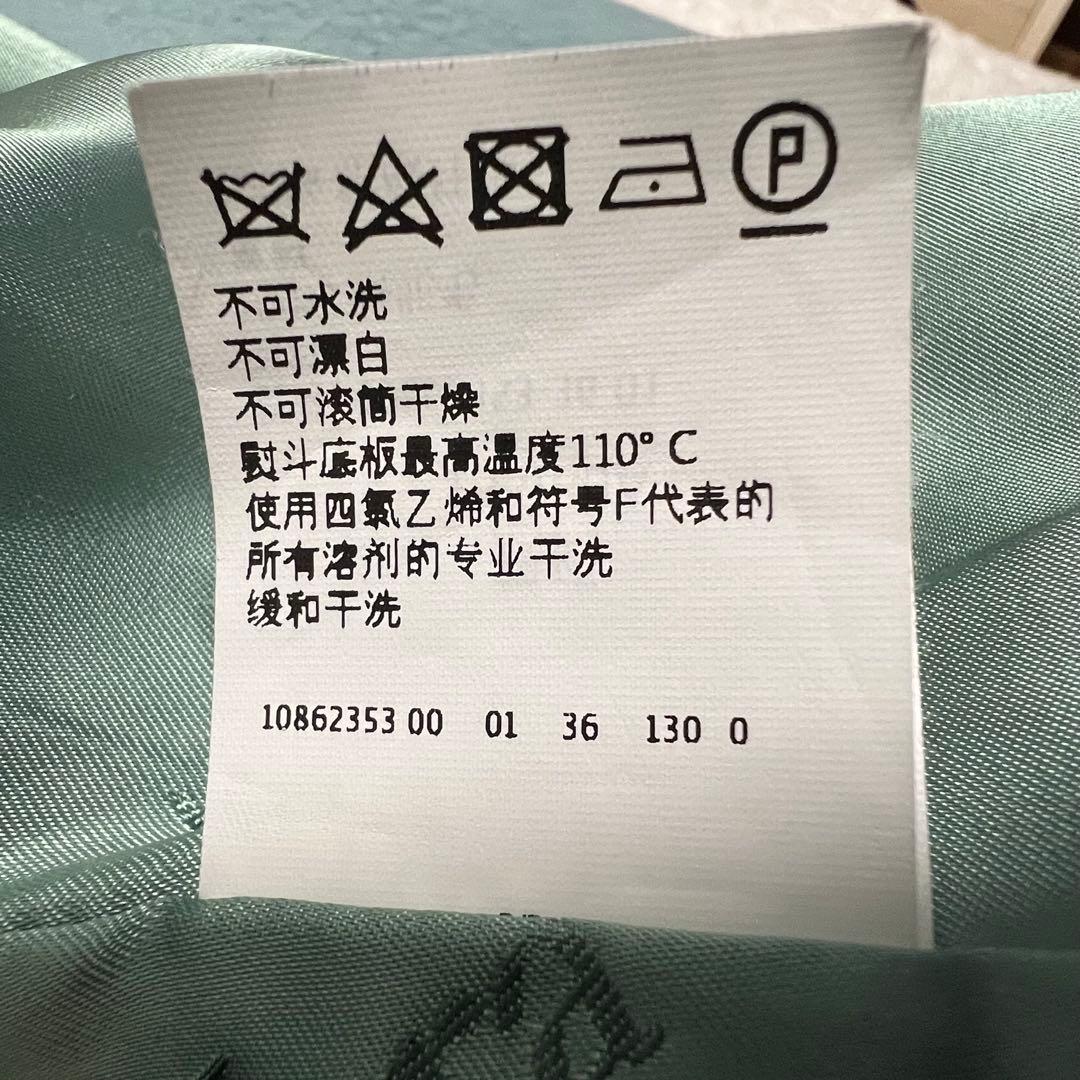 P
不可水洗
不可漂白
不可滚筒干燥
熨斗底板最高温度110°C
使用四氯乙烯和符号F代表的
所有溶剂的专业干洗
缓和干洗
10862353 00 01 36 130 0